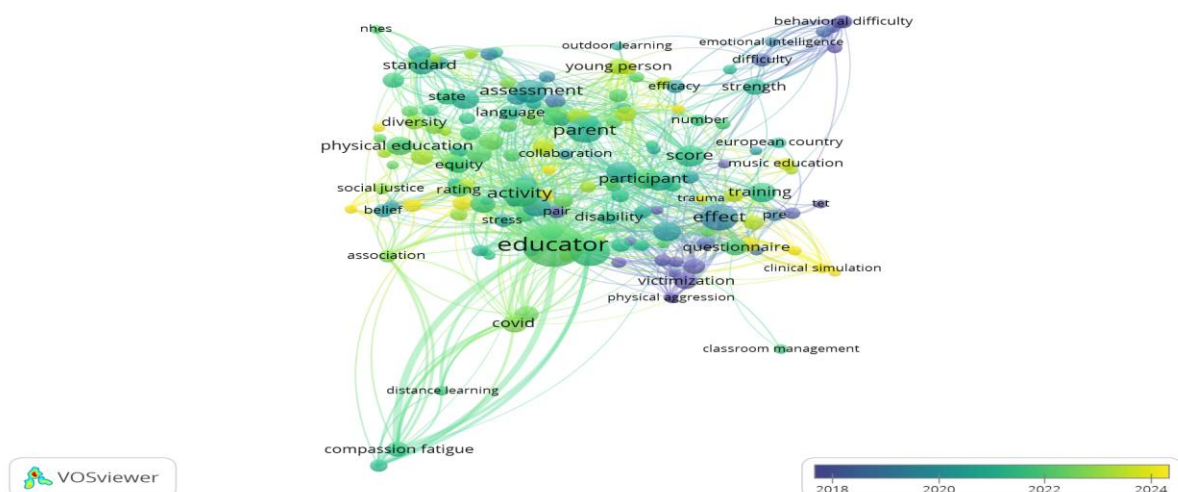 behavioral difficulty
nhes
outdoor learning
emotional intelligence
standard
young person
difficulty
assessment
efficacy
strength
state
language
diversity
parent
number
physical education
collaboration
score
european country
equity
music education
participant
social justice
rating
activity
trauma
training
belief
stress
pair
disability
effect
pre
tet
educator
questionnaire
association
clinical simulation
victimization
physical aggression
covid
classroom management
distance learning
compassion fatigue
VOSviewer
2018 2020 2022 2024